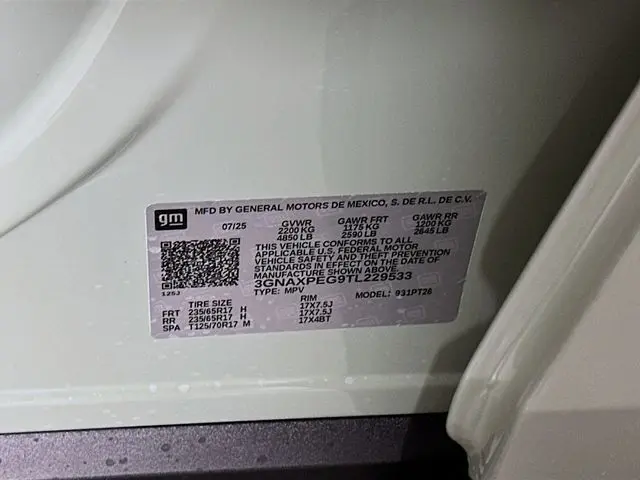 gm MFD BY GENERAL MOTORS DE MEXICO, S. DE R.L. DE C.V.
07/25 GVWR GAWR FRT GAWR RR
2200 KG 1175 KG 1200 KG
4850 LB 2590 LB 2645 LB
THIS VEHICLE CONFORMS TO ALL
APPLICABLE U.S. FEDERAL MOTOR
VEHICLE SAFETY AND THEFT PREVENTION
STANDARDS IN EFFECT ON THE DATE OF
MANUFACTURE SHOWN ABOVE.
3GNAXPEG9TL229533
125J TYPE: MPV MODEL: 931PT26
TIRE SIZE RIM
FRT 235/65R17 H 17X7.5J
RR 235/65R17 H 17X7.5J
SPA T125/70R17 M 17X4BT